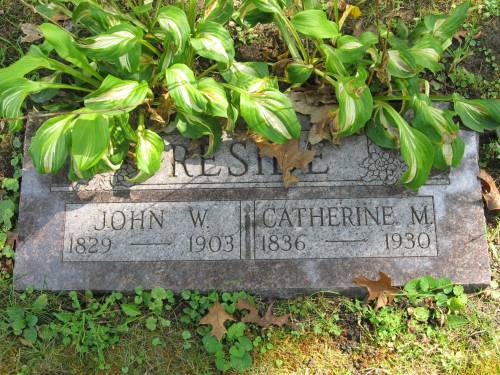 JOHN W.
1829 — 1903
CATHERINE M.
1836 — 1930